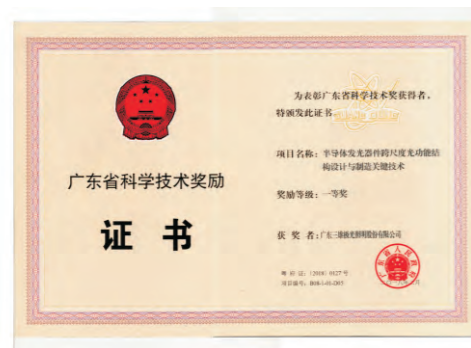 广东省科学技术奖励
证 书
为表彰广东省科学技术奖获得者,
特颁发此证书。
项目名称:半导体发光器件跨尺度光功能结
构设计与制造关键技术
奖励等级:一等奖
获 奖 者:广东三雄极光照明股份有限公司